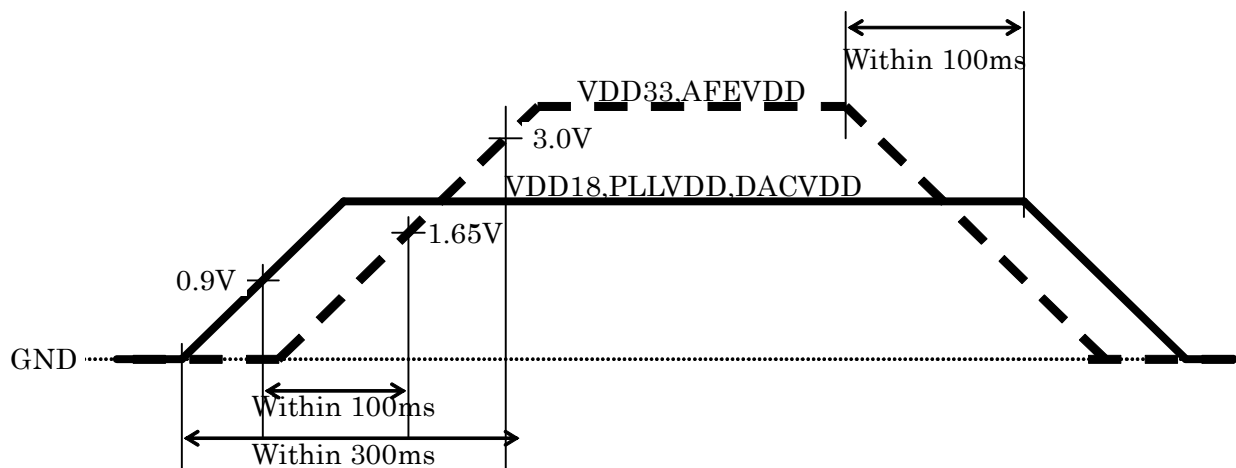 Within 100ms
VDD33,AFEVDD
3.0V
VDD18,PLLVDD,DACVDD
1.65V
0.9V
GND
Within 100ms
Within 300ms